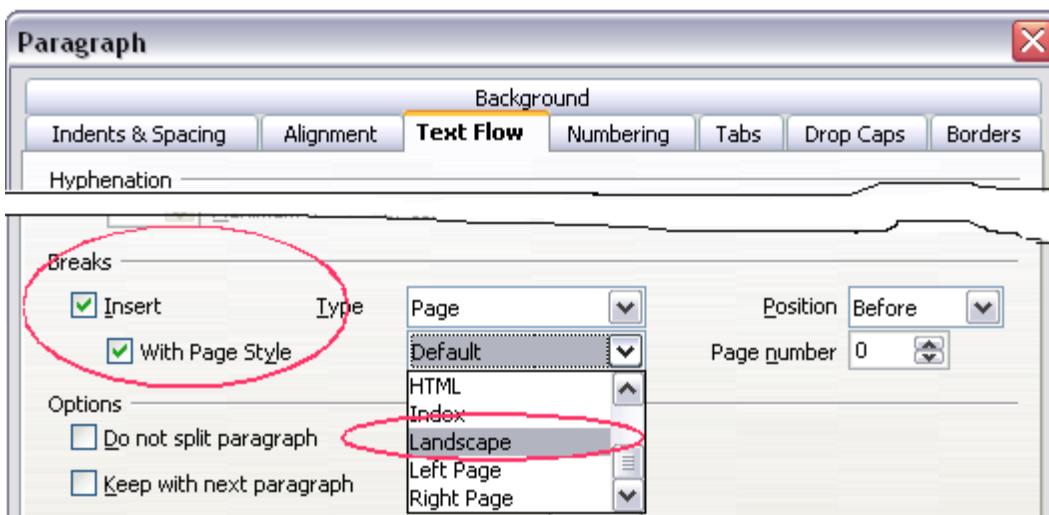 Paragraph
Background
Indents & Spacing Alignment Text Flow Numbering Tabs Drop Caps Borders
Hyphenation
Breaks
Insert Type Page Position Before
With Page Style Default Page number 0
HTML
Index
Options
Do not split paragraph Landscape
Left Page
Keep with next paragraph Right Page